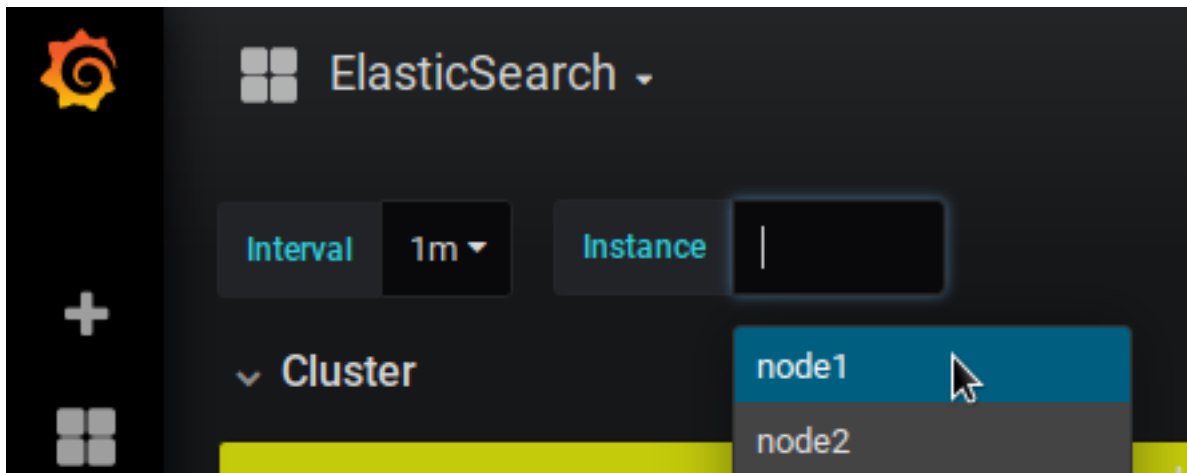 ElasticSearch
Interval 1m Instance
Cluster
node1
node2